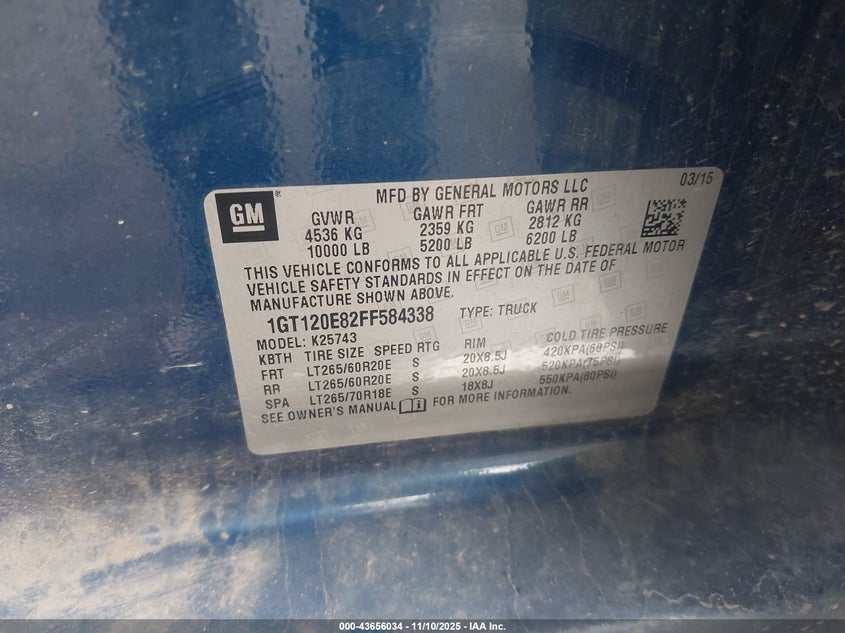 GM
®
MFD BY GENERAL MOTORS LLC
03/15
GVWR GAWR FRT GAWR RR
4536 KG 2359 KG 2812 KG
10000 LB 5200 LB 6200 LB
THIS VEHICLE CONFORMS TO ALL APPLICABLE U.S. FEDERAL MOTOR
VEHICLE SAFETY STANDARDS IN EFFECT ON THE DATE OF
MANUFACTURE SHOWN ABOVE.
1GT120E82FF584338 TYPE: TRUCK
MODEL: K25743
KBTH TIRE SIZE SPEED RTG RIM COLD TIRE PRESSURE
FRT LT265/60R20E S 20X8.5J 420KPA(60PSI)
RR LT265/60R20E S 20X8.5J 520KPA(75PSI)
SPA LT265/70R18E S 18X8J 550KPA(80PSI)
SEE OWNER'S MANUAL FOR MORE INFORMATION.
000-43656034 - 11/10/2025 - IAA Inc.